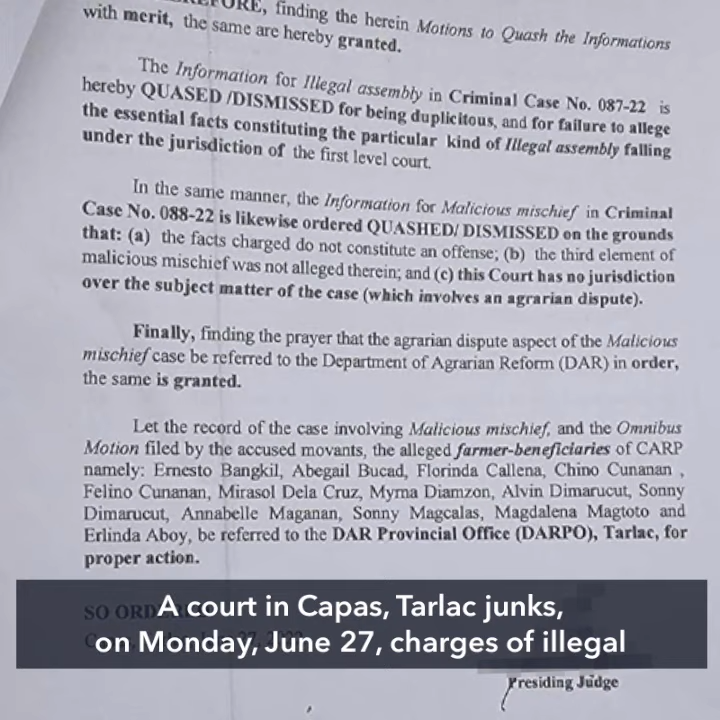 FORE, finding the herein Motions to Quash the Informations
with merit, the same are hereby granted.
The Information for Illegal assembly in Criminal Case No. 087-22 is
hereby QUASED /DISMISSED for being duplicitous, and for failure to allege
the essential facts constituting the particular kind of Illegal assembly falling
under the jurisdiction of the first level court.
In the same manner, the Information for Malicious mischief in Criminal
Case No. 088-22 is likewise ordered QUASHED/ DISMISSED on the grounds
that: (a) the facts charged do not constitute an offense; (b) the third element of
malicious mischief was not alleged therein; and (c) this Court has no jurisdiction
over the subject matter of the case (which involves an agrarian dispute).
Finally, finding the prayer that the agrarian dispute aspect of the Malicious
mischief case be referred to the Department of Agrarian Reform (DAR) in order,
the same is granted.
Let the record of the case involving Malicious mischief, and the Omnibus
Motion filed by the accused movants, the alleged farmer-beneficiaries of CARP
namely: Ernesto Bangkil, Abegail Bucad, Florinda Callena, Chino Cunanan ,
Felino Cunanan, Mirasol Dela Cruz, Myrna Diamzon, Alvin Dimarucut, Sonny
Dimarucut, Annabelle Maganan, Sonny Magcalas, Magdalena Magtoto and
Erlinda Aboy, be referred to the DAR Provincial Office (DARPO), Tarlac, for
proper action.
SO ORD
A court in Capas, Tarlac junks,
on Monday, June 27, charges of illegal
Presiding Judge